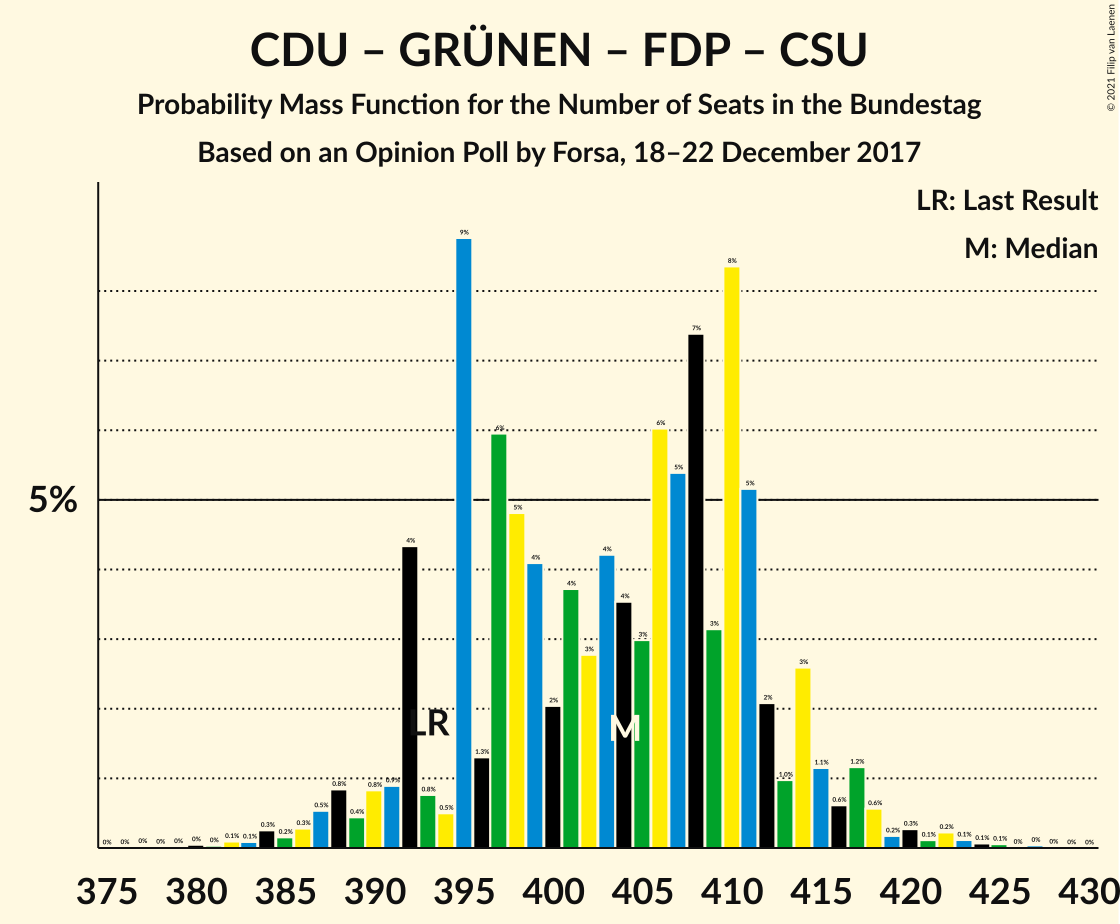 CDU – GRÜNEN – FDP – CSU
Probability Mass Function for the Number of Seats in the Bundestag
Based on an Opinion Poll by Forsa, 18–22 December 2017
© 2021 Filip van Laenen
LR: Last Result
M: Median
5%
0% 0% 0% 0% 0% 0% 0% 0.1% 0.1% 0.3% 0.2% 0.3% 0.5% 0.8% 0.4% 0.8% 0.9% 4% 0.8% 0.5% 9% 1.3% 6% 5% 4% 2% 4% 3% 4% 4% 3% 6% 5% 7% 3% 8% 5% 2% 1.0% 3% 1.1% 0.6% 1.2% 0.6% 0.2% 0.3% 0.1% 0.2% 0.1% 0.1% 0.1% 0% 0% 0% 0% 0%
LR
M
375 380 385 390 395 400 405 410 415 420 425 430